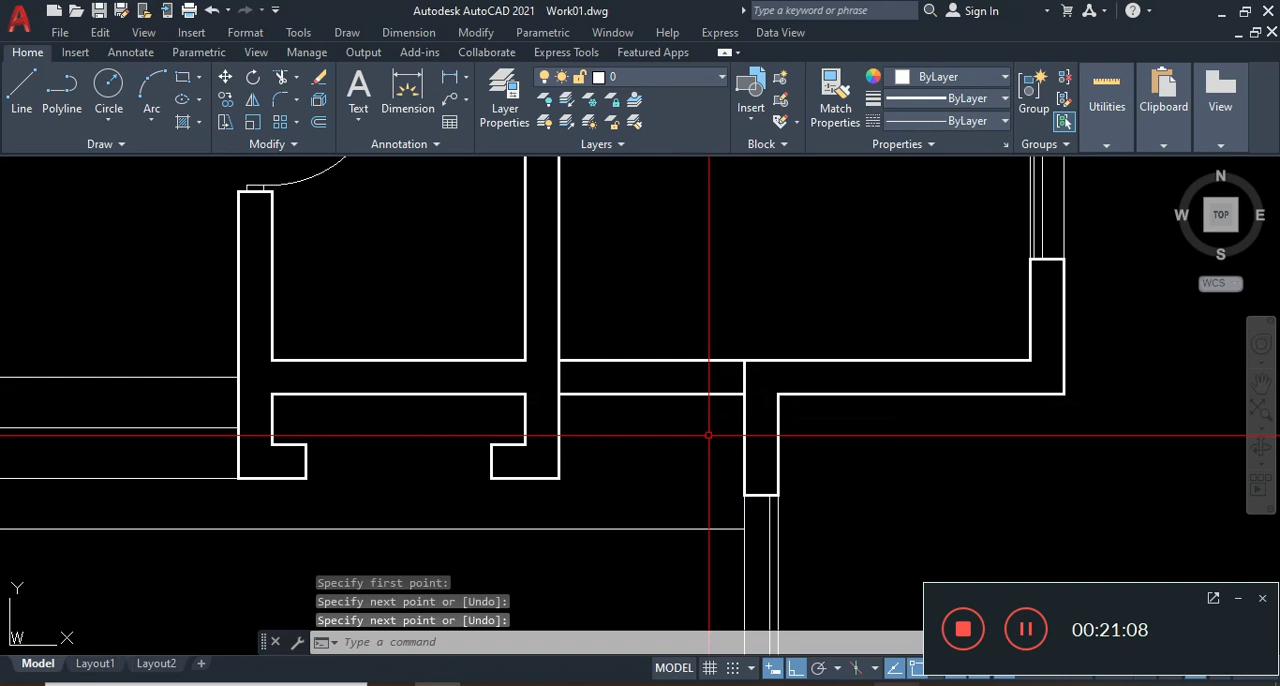 Autodesk AutoCAD 2021 Work01.dwg
Type a keyword or phrase
Sign In
File Edit View Insert Format Tools Draw Dimension Modify Parametric Window Help Express Data View
Home Insert Annotate Parametric View Manage Output Add-ins Collaborate Express Tools Featured Apps
Line Polyline Circle Arc
Draw
Modify
Text Dimension
Annotation
Layer
Properties
0
Layers
Insert
Block
Match
Properties
ByLayer
ByLayer
ByLayer
Properties
Group
Groups
Utilities
Clipboard
View
N
W TOP E
S
WCS
Y
W X
Specify first point:
Specify next point or [Undo]:
Specify next point or [Undo]:
Type a command
00:21:08
Model Layout1 Layout2 +
MODEL